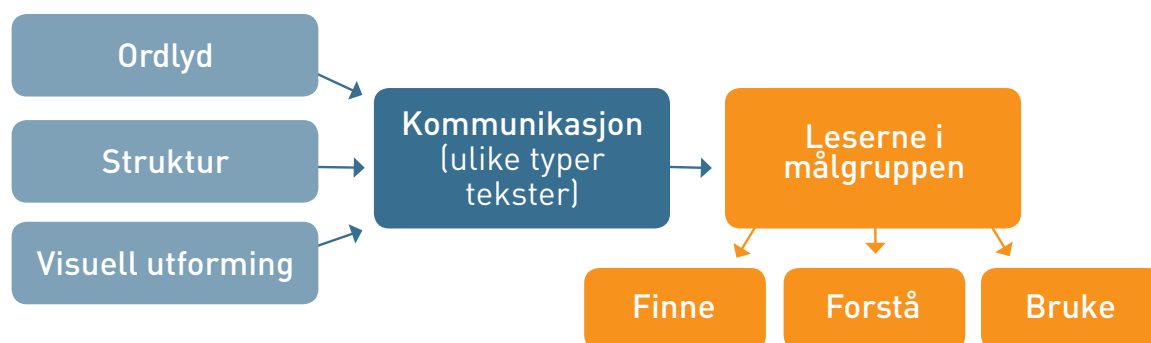 Ordlyd
Struktur
Visuell utforming
Kommunikasjon
(ulike typer
tekster)
Leserne i
målgruppen
Finne
Forstå
Bruke